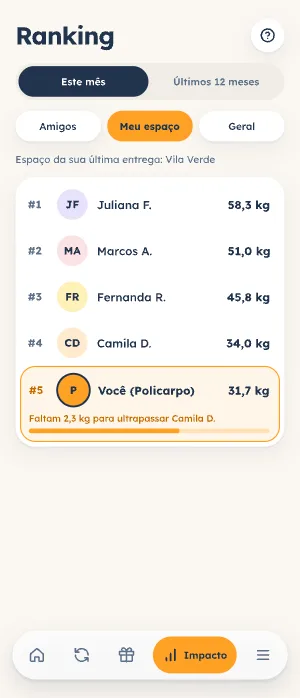 Ranking
Este mês
Últimos 12 meses
Amigos
Meu espaço
Geral
Espaço da sua última entrega: Vila Verde
#1 JF Juliana F. 58,3 kg
#2 MA Marcos A. 51,0 kg
#3 FR Fernanda R. 45,8 kg
#4 CD Camila D. 34,0 kg
#5 P Você (Policarpo) 31,7 kg
Faltam 2,3 kg para ultrapassar Camila D.
Impacto